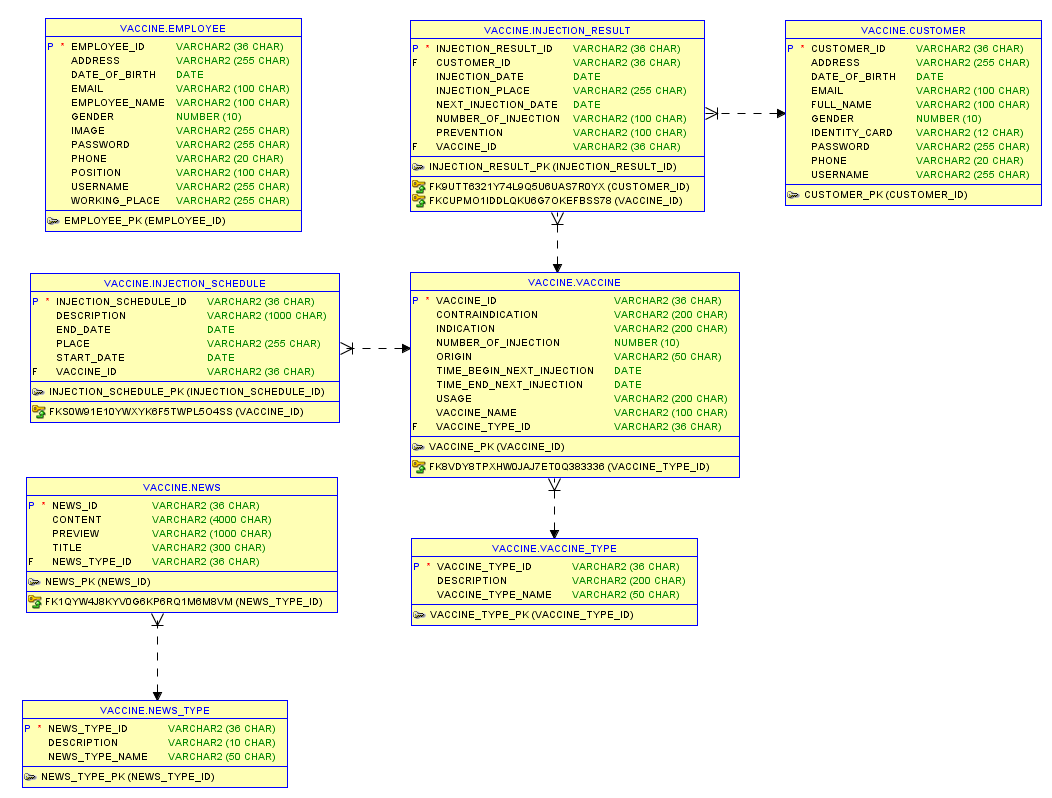 VACCINE.EMPLOYEE
P * EMPLOYEE_ID VARCHAR2 (36 CHAR)
ADDRESS VARCHAR2 (255 CHAR)
DATE_OF_BIRTH DATE
EMAIL VARCHAR2 (100 CHAR)
EMPLOYEE_NAME VARCHAR2 (100 CHAR)
GENDER NUMBER (10)
IMAGE VARCHAR2 (255 CHAR)
PASSWORD VARCHAR2 (255 CHAR)
PHONE VARCHAR2 (20 CHAR)
POSITION VARCHAR2 (100 CHAR)
USERNAME VARCHAR2 (255 CHAR)
WORKING_PLACE VARCHAR2 (255 CHAR)
EMPLOYEE_PK (EMPLOYEE_ID)
VACCINE.INJECTION_RESULT
P * INJECTION_RESULT_ID VARCHAR2 (36 CHAR)
F CUSTOMER_ID VARCHAR2 (36 CHAR)
INJECTION_DATE DATE
INJECTION_PLACE VARCHAR2 (255 CHAR)
NEXT_INJECTION_DATE DATE
NUMBER_OF_INJECTION VARCHAR2 (100 CHAR)
PREVENTION VARCHAR2 (100 CHAR)
F VACCINE_ID VARCHAR2 (36 CHAR)
INJECTION_RESULT_PK (INJECTION_RESULT_ID)
FK9UTT6321Y74L9Q5U6UAS7R0YX (CUSTOMER_ID)
FKCUPMO1IDDLQKU6G7OKEFBSS78 (VACCINE_ID)
VACCINE.CUSTOMER
P * CUSTOMER_ID VARCHAR2 (36 CHAR)
ADDRESS VARCHAR2 (255 CHAR)
DATE_OF_BIRTH DATE
EMAIL VARCHAR2 (100 CHAR)
FULL_NAME VARCHAR2 (100 CHAR)
GENDER NUMBER (10)
IDENTITY_CARD VARCHAR2 (12 CHAR)
PASSWORD VARCHAR2 (255 CHAR)
PHONE VARCHAR2 (20 CHAR)
USERNAME VARCHAR2 (255 CHAR)
CUSTOMER_PK (CUSTOMER_ID)
VACCINE.INJECTION_SCHEDULE
P * INJECTION_SCHEDULE_ID VARCHAR2 (36 CHAR)
DESCRIPTION VARCHAR2 (1000 CHAR)
END_DATE DATE
PLACE VARCHAR2 (255 CHAR)
START_DATE DATE
F VACCINE_ID VARCHAR2 (36 CHAR)
INJECTION_SCHEDULE_PK (INJECTION_SCHEDULE_ID)
FKS0W91E10YWXYK6F5TWPL5O4SS (VACCINE_ID)
VACCINE.VACCINE
P * VACCINE_ID VARCHAR2 (36 CHAR)
CONTRAINDICATION VARCHAR2 (200 CHAR)
INDICATION VARCHAR2 (200 CHAR)
NUMBER_OF_INJECTION NUMBER (10)
ORIGIN VARCHAR2 (50 CHAR)
TIME_BEGIN_NEXT_INJECTION DATE
TIME_END_NEXT_INJECTION DATE
USAGE VARCHAR2 (200 CHAR)
VACCINE_NAME VARCHAR2 (100 CHAR)
F VACCINE_TYPE_ID VARCHAR2 (36 CHAR)
VACCINE_PK (VACCINE_ID)
FK8VDY8TPXHW0JAJ7ET0Q383336 (VACCINE_TYPE_ID)
VACCINE.NEWS
P * NEWS_ID VARCHAR2 (36 CHAR)
CONTENT VARCHAR2 (4000 CHAR)
PREVIEW VARCHAR2 (1000 CHAR)
TITLE VARCHAR2 (300 CHAR)
F NEWS_TYPE_ID VARCHAR2 (36 CHAR)
NEWS_PK (NEWS_ID)
FK1QYW4J8KYV0G6KP6RQ1M6M8VM (NEWS_TYPE_ID)
VACCINE.VACCINE_TYPE
P * VACCINE_TYPE_ID VARCHAR2 (36 CHAR)
DESCRIPTION VARCHAR2 (200 CHAR)
VACCINE_TYPE_NAME VARCHAR2 (50 CHAR)
VACCINE_TYPE_PK (VACCINE_TYPE_ID)
VACCINE.NEWS_TYPE
P * NEWS_TYPE_ID VARCHAR2 (36 CHAR)
DESCRIPTION VARCHAR2 (10 CHAR)
NEWS_TYPE_NAME VARCHAR2 (50 CHAR)
NEWS_TYPE_PK (NEWS_TYPE_ID)